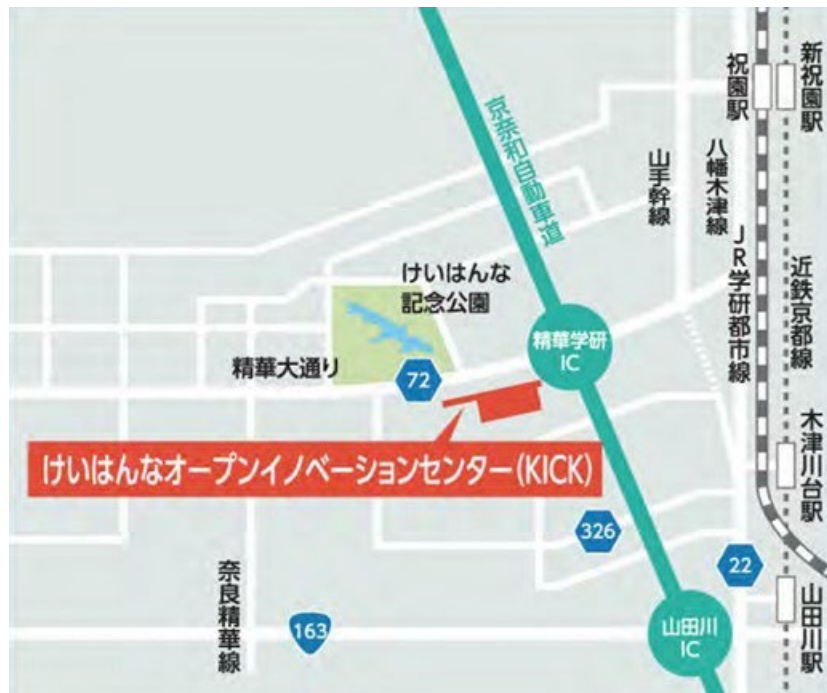 新祝園駅
祝園駅
京奈和自動車道
山手幹線
八幡木津線
JR学研都市線
近鉄京都線
けいはんな
記念公園
精華学研
IC
精華大通り
72
木津川台駅
けいはんなオープンイノベーションセンター(KICK)
326
22
奈良精華線
163
山田川
IC
山田川駅